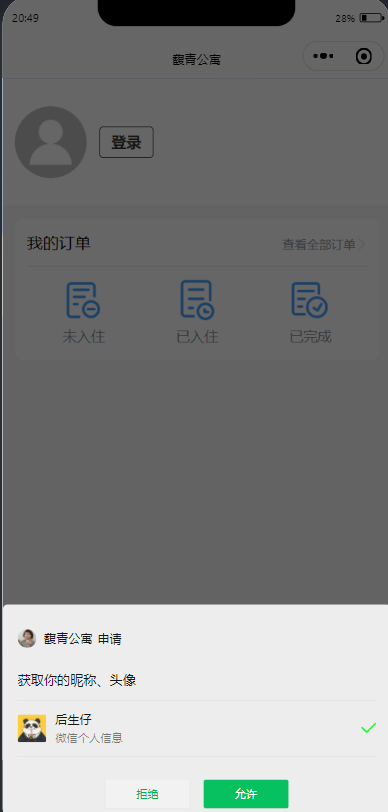 20:49 28%
馥青公寓
登录
我的订单 查看全部订单
未入住 已入住 已完成
馥青公寓 申请
获取你的昵称、头像
后生仔
微信个人信息
拒绝 允许